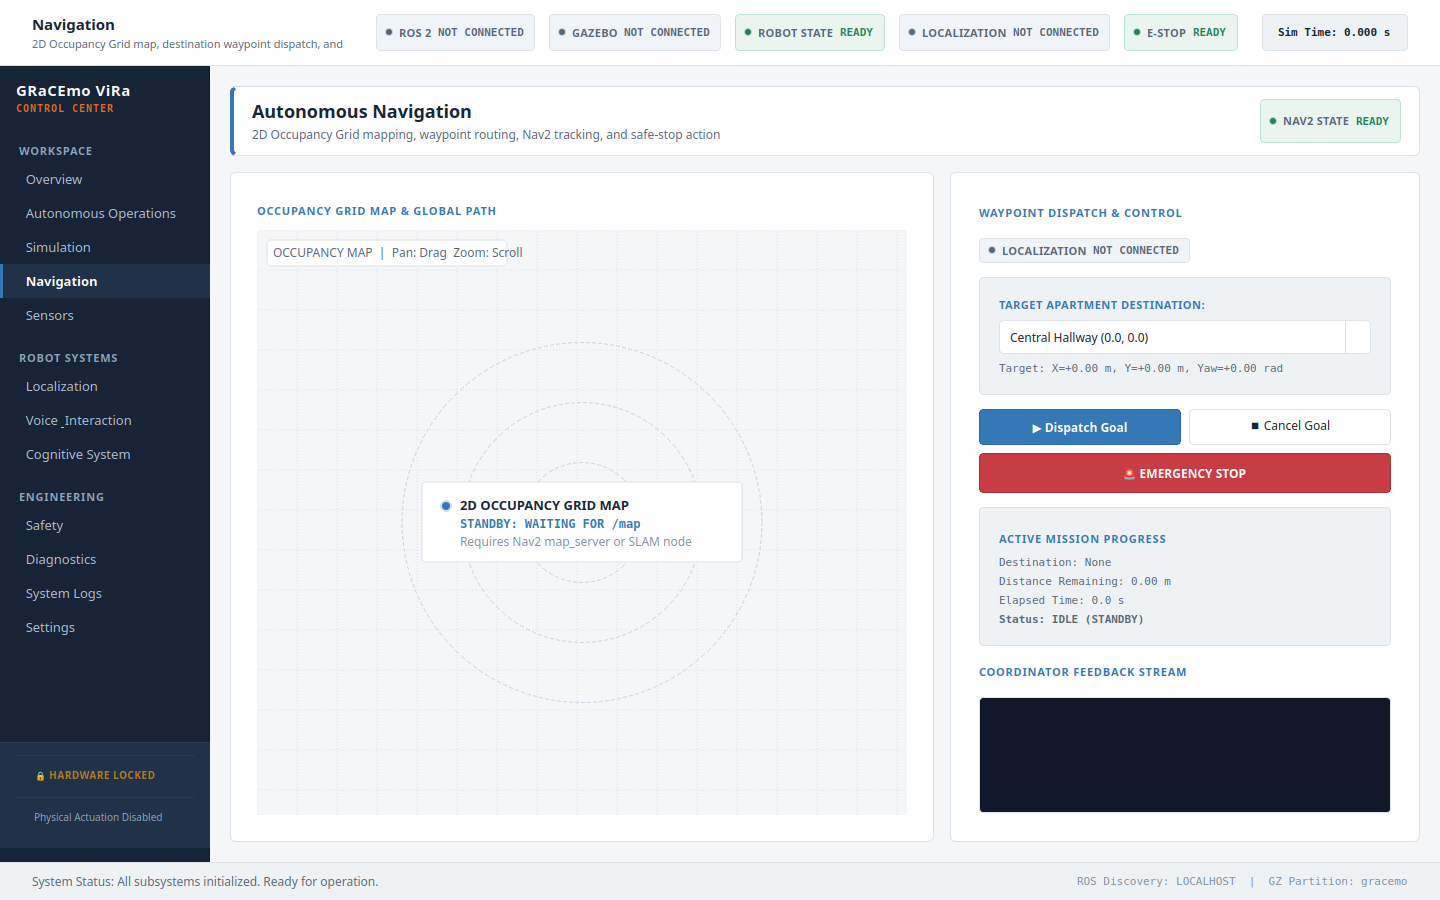 Navigation
2D Occupancy Grid map, destination waypoint dispatch, and
ROS 2 NOT CONNECTED
GAZEBO NOT CONNECTED
ROBOT STATE READY
LOCALIZATION NOT CONNECTED
E-STOP READY
Sim Time: 0.000 s
GRaCEmo ViRa
CONTROL CENTER
WORKSPACE
Overview
Autonomous Operations
Simulation
Navigation
Sensors
ROBOT SYSTEMS
Localization
Voice _Interaction
Cognitive System
ENGINEERING
Safety
Diagnostics
System Logs
Settings
🔒 HARDWARE LOCKED
Physical Actuation Disabled
Autonomous Navigation
2D Occupancy Grid mapping, waypoint routing, Nav2 tracking, and safe-stop action
NAV2 STATE READY
OCCUPANCY GRID MAP & GLOBAL PATH
OCCUPANCY MAP | Pan: Drag Zoom: Scroll
2D OCCUPANCY GRID MAP
STANDBY: WAITING FOR /map
Requires Nav2 map_server or SLAM node
WAYPOINT DISPATCH & CONTROL
LOCALIZATION NOT CONNECTED
TARGET APARTMENT DESTINATION:
Central Hallway (0.0, 0.0)
Target: X=+0.00 m, Y=+0.00 m, Yaw=+0.00 rad
▶ Dispatch Goal
■ Cancel Goal
🚨 EMERGENCY STOP
ACTIVE MISSION PROGRESS
Destination: None
Distance Remaining: 0.00 m
Elapsed Time: 0.0 s
Status: IDLE (STANDBY)
COORDINATOR FEEDBACK STREAM
System Status: All subsystems initialized. Ready for operation.
ROS Discovery: LOCALHOST | GZ Partition: gracemo